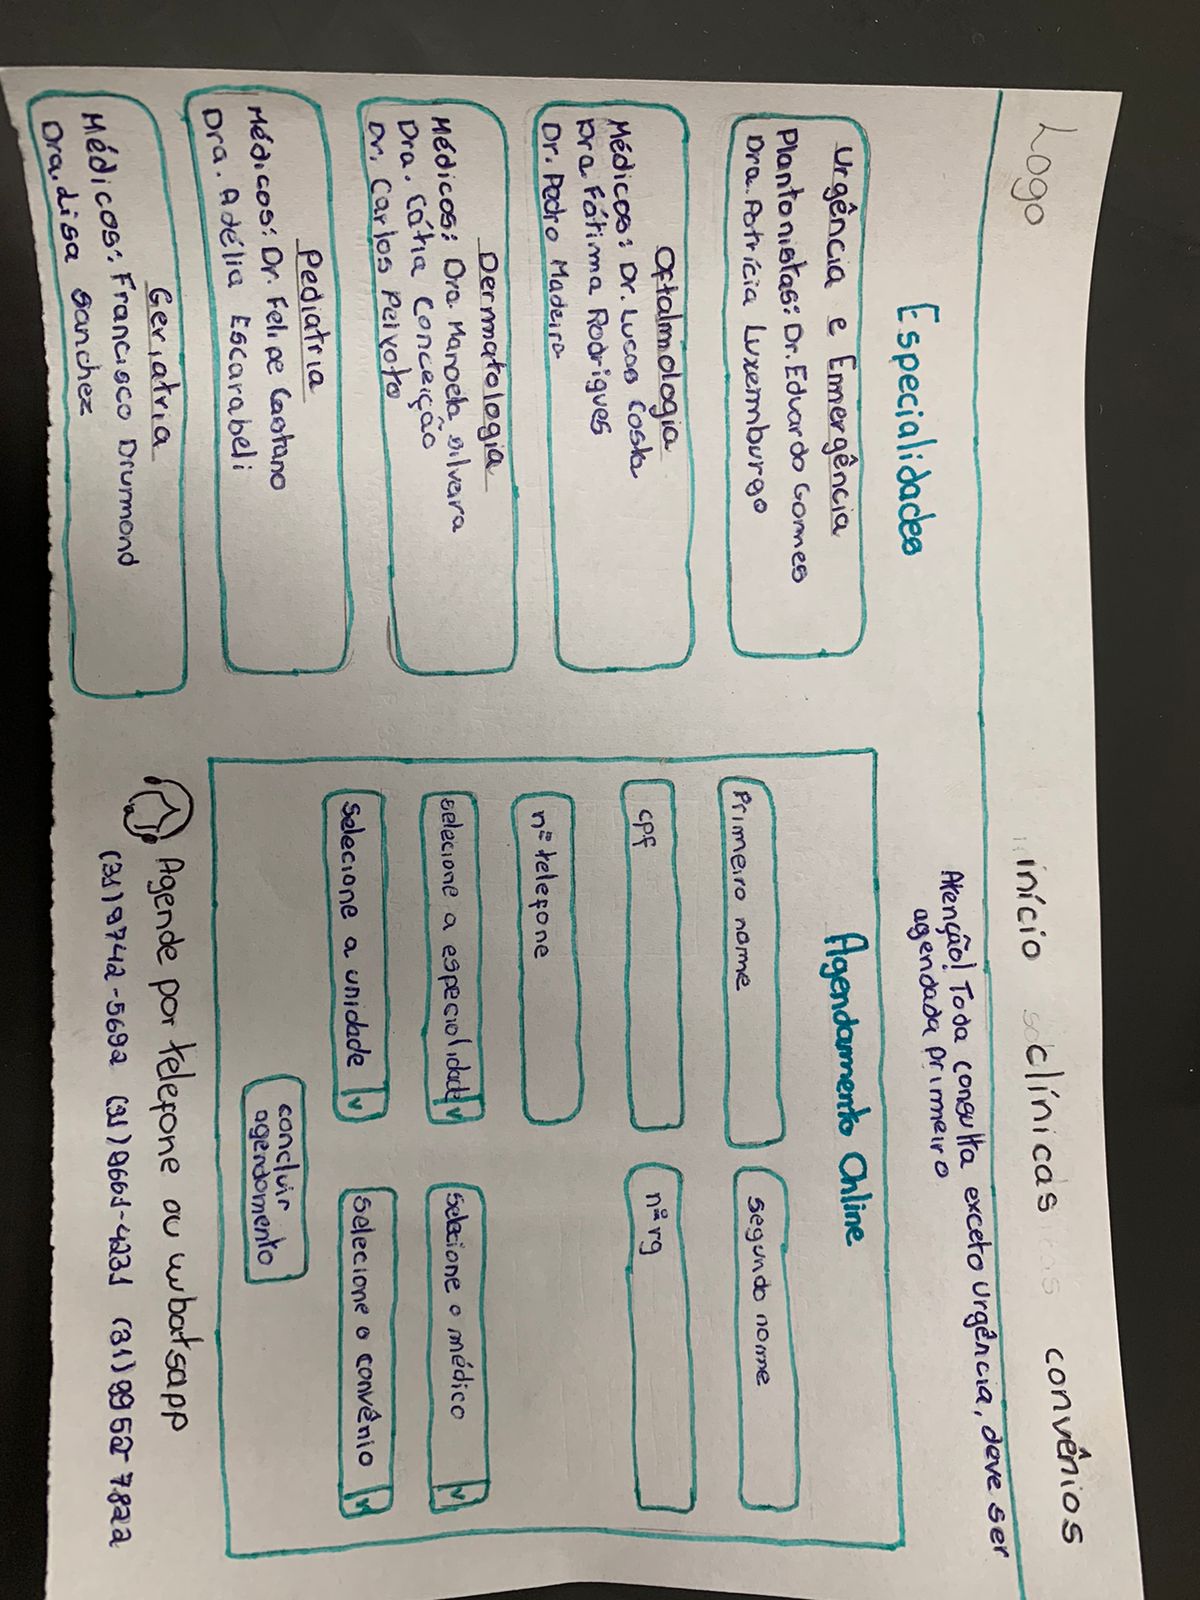 Logo
início
clínicas
convênios
Especialidades
Urgência e Emergência
Plantonistas: Dr. Eduardo Gomes
Dra. Patrícia Luxemburgo
Oftalmologia
Médicos: Dr. Lucas Costa
Dra Fátima Rodrigues
Dr. Pedro Madeira
Dermatologia
Médicos: Dra. Manoela Silvara
Dra. Cátia Conceição
Dr. Carlos Peixoto
Pediatria
Médicos: Dr. Felipe Caetano
Dra. Adélia Escarabeli
Geriatria
Médicos: Francisco Drummond
Dra. Lisa Sanchez
Atenção! Toda consulta exceto urgência, deve ser
agendada primeiro
Agendamento Online
Primeiro nome
Segundo nome
cpf
nº rg
nº telefone
Selecione a especialidade
Selecione o médico
Selecione a unidade
Selecione o convênio
concluir
agendamento
Agende por telefone ou whatsapp
(31) 9742-5692 (31) 9661-4231 (31) 9952-7822